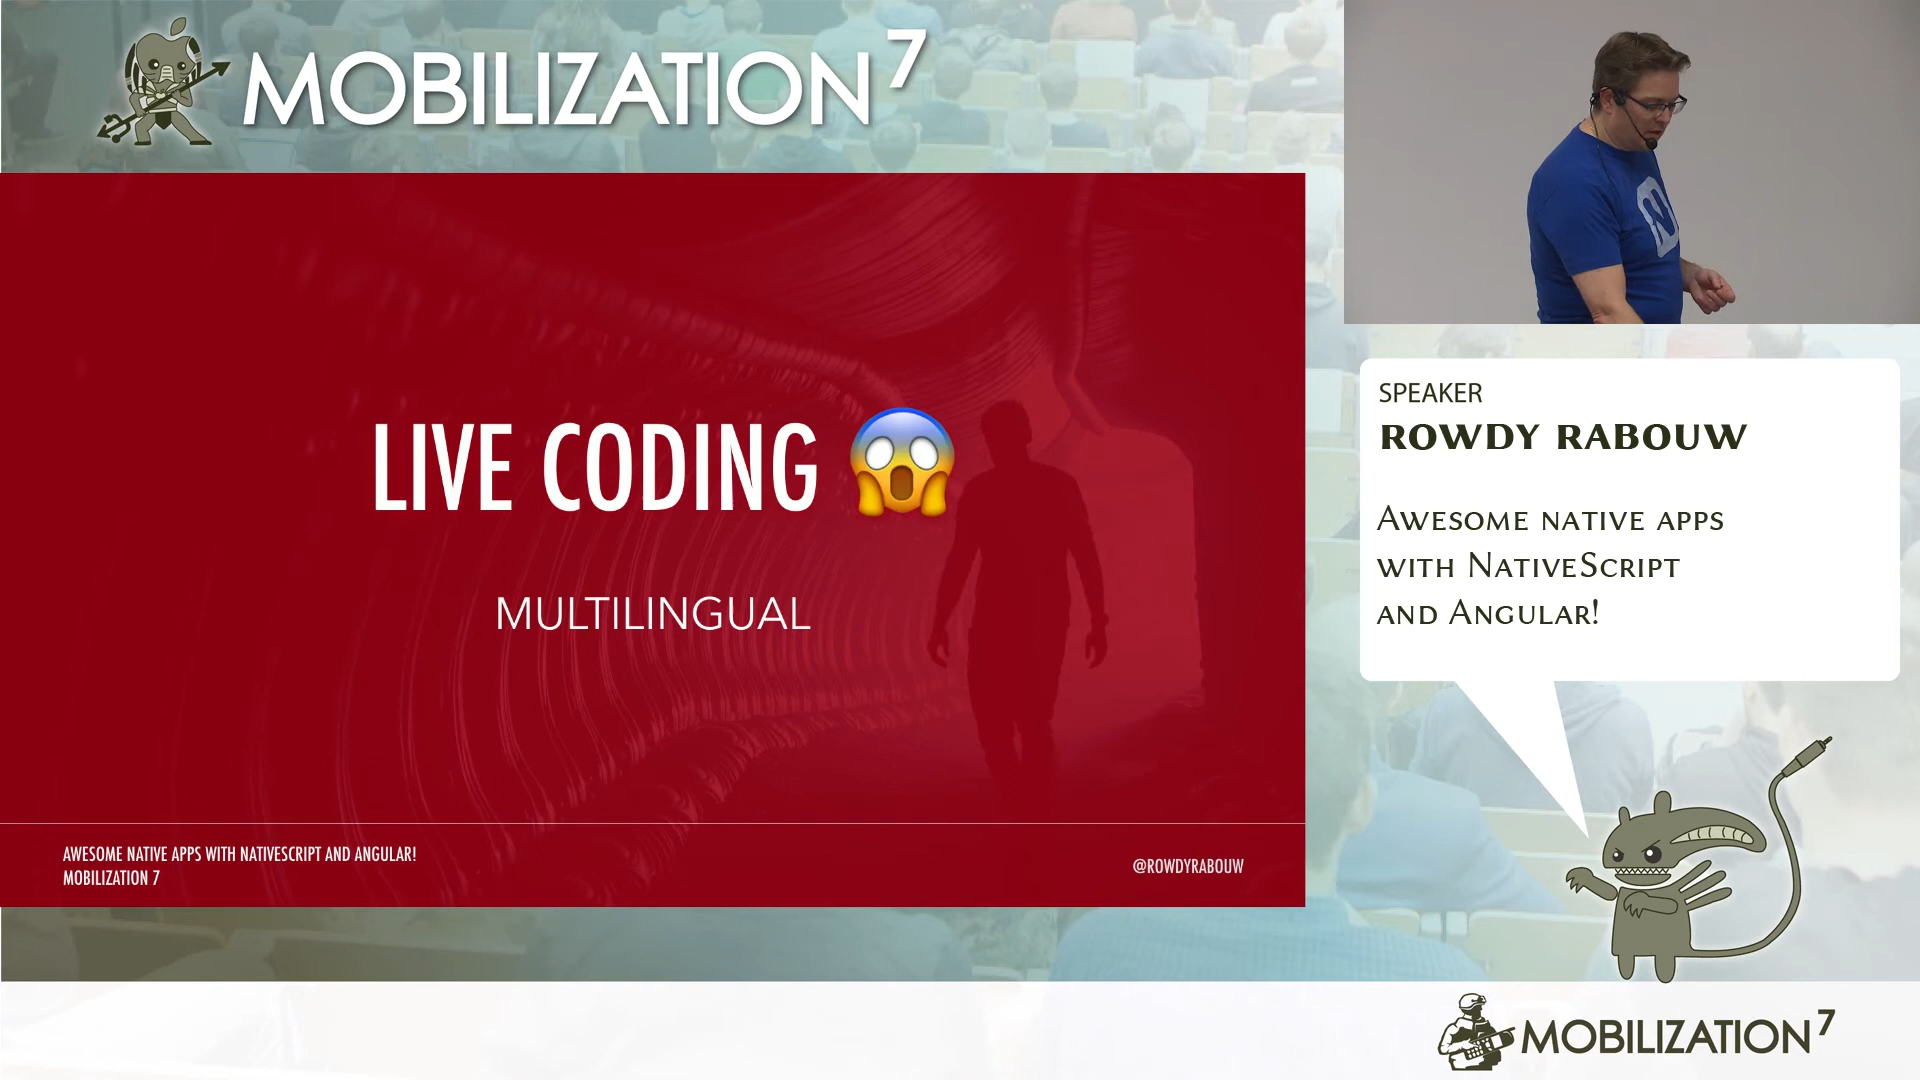 MOBILIZATION 7
LIVE CODING 😱
MULTILINGUAL
AWESOME NATIVE APPS WITH NATIVESCRIPT AND ANGULAR!
MOBILIZATION 7
@ROWDYRABOUW
SPEAKER
ROWDY RABOUW
AWESOME NATIVE APPS
WITH NATIVESCRIPT
AND ANGULAR!
MOBILIZATION 7